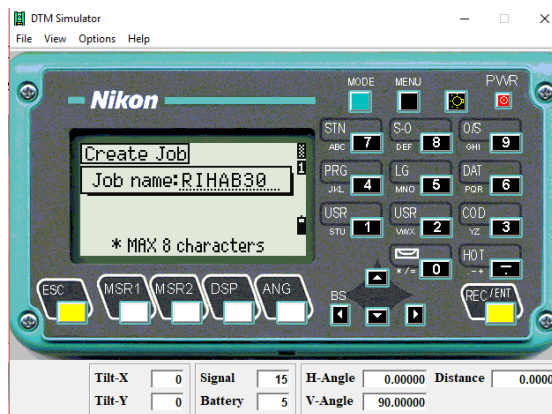 DTM Simulator
File View Options Help
Nikon
MODE MENU PWR
Create Job
1
Job name:RIHAB30
* MAX 8 characters
STN ABC 7 S-O DEF 8 O/S GHI 9
PRG JKL 4 LG MNO 5 DAT PQR 6
USR STU 1 USR VWX 2 COD YZ 3
*/= 0 HOT .-+
ESC MSR1 MSR2 DSP ANG BS REC/ENT
Tilt-X 0 Signal 15 H-Angle 0.00000 Distance 0.0000
Tilt-Y 0 Battery 5 V-Angle 90.00000